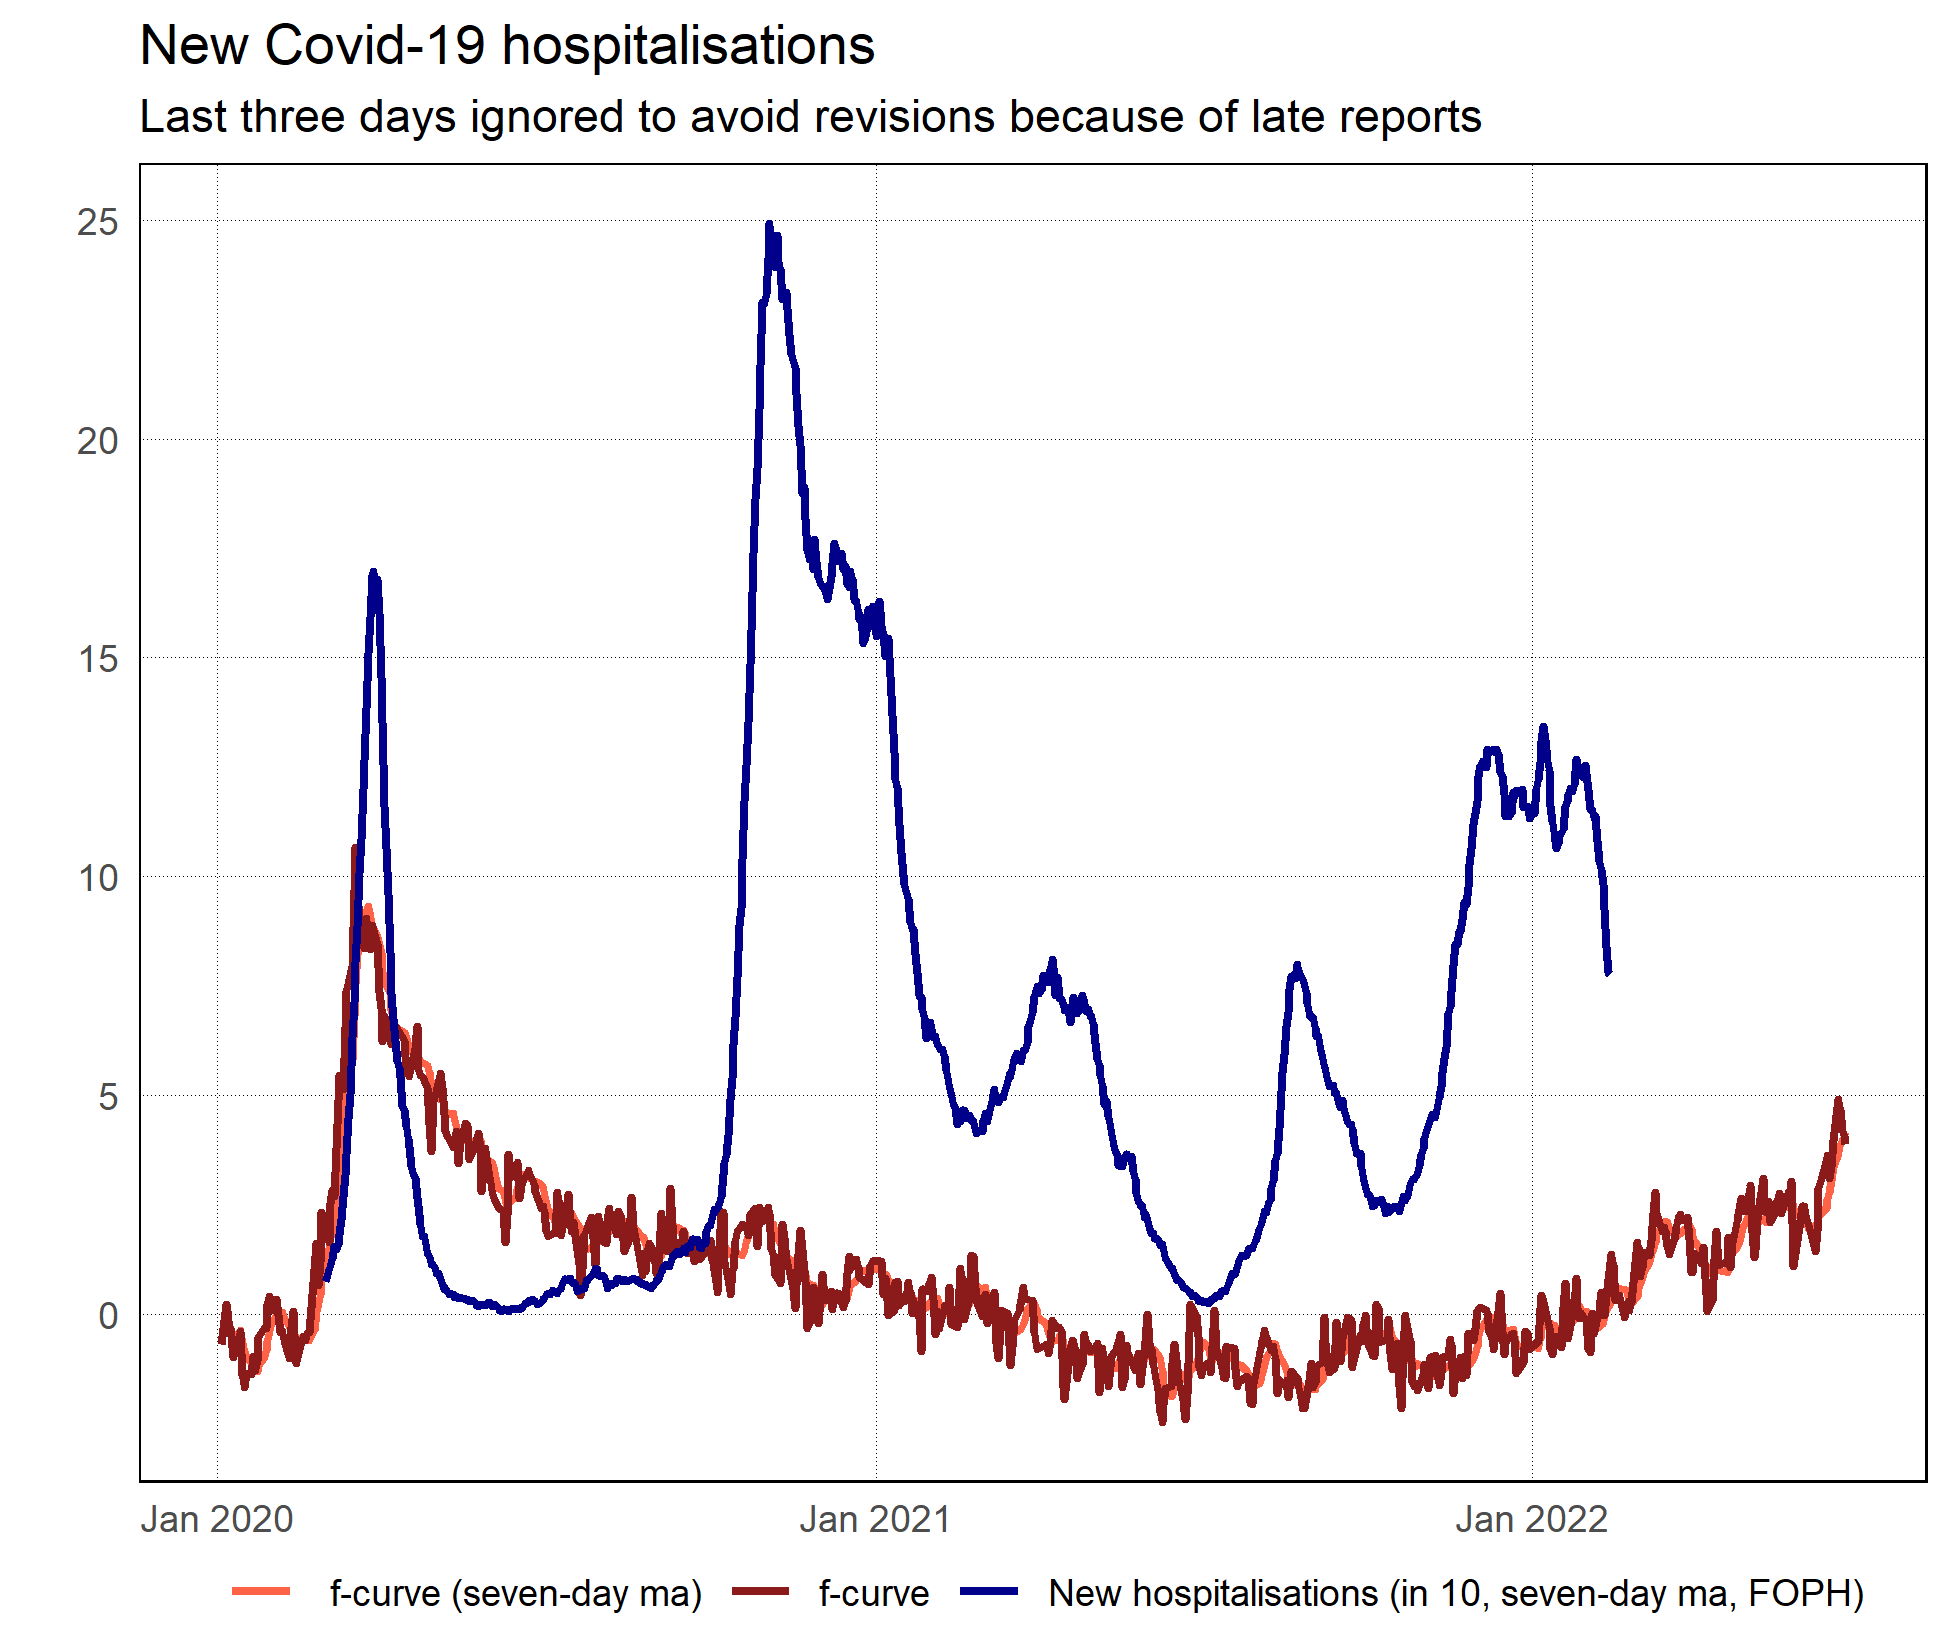 New Covid-19 hospitalisations
Last three days ignored to avoid revisions because of late reports
25
20
15
10
5
0
Jan 2020 Jan 2021 Jan 2022
f-curve (seven-day ma) f-curve New hospitalisations (in 10, seven-day ma, FOPH)